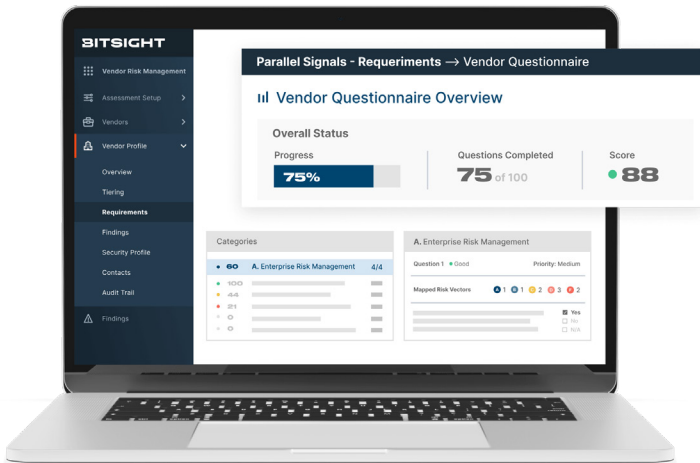 BITSIGHT
Vendor Risk Management
Assessment Setup
Vendors
Vendor Profile
Overview
Tiering
Requirements
Findings
Security Profile
Contacts
Audit Trail
Findings
Parallel Signals - Requeriments → Vendor Questionnaire
Vendor Questionnaire Overview
Overall Status
Progress
75%
Questions Completed
75 of 100
Score
88
Categories
60 A. Enterprise Risk Management 4/4
100
44
21
0
0
A. Enterprise Risk Management
Question 1 Good Priority: Medium
Mapped Risk Vectors A 1 B 1 C 2 D 3 F 2
Yes
No
N/A